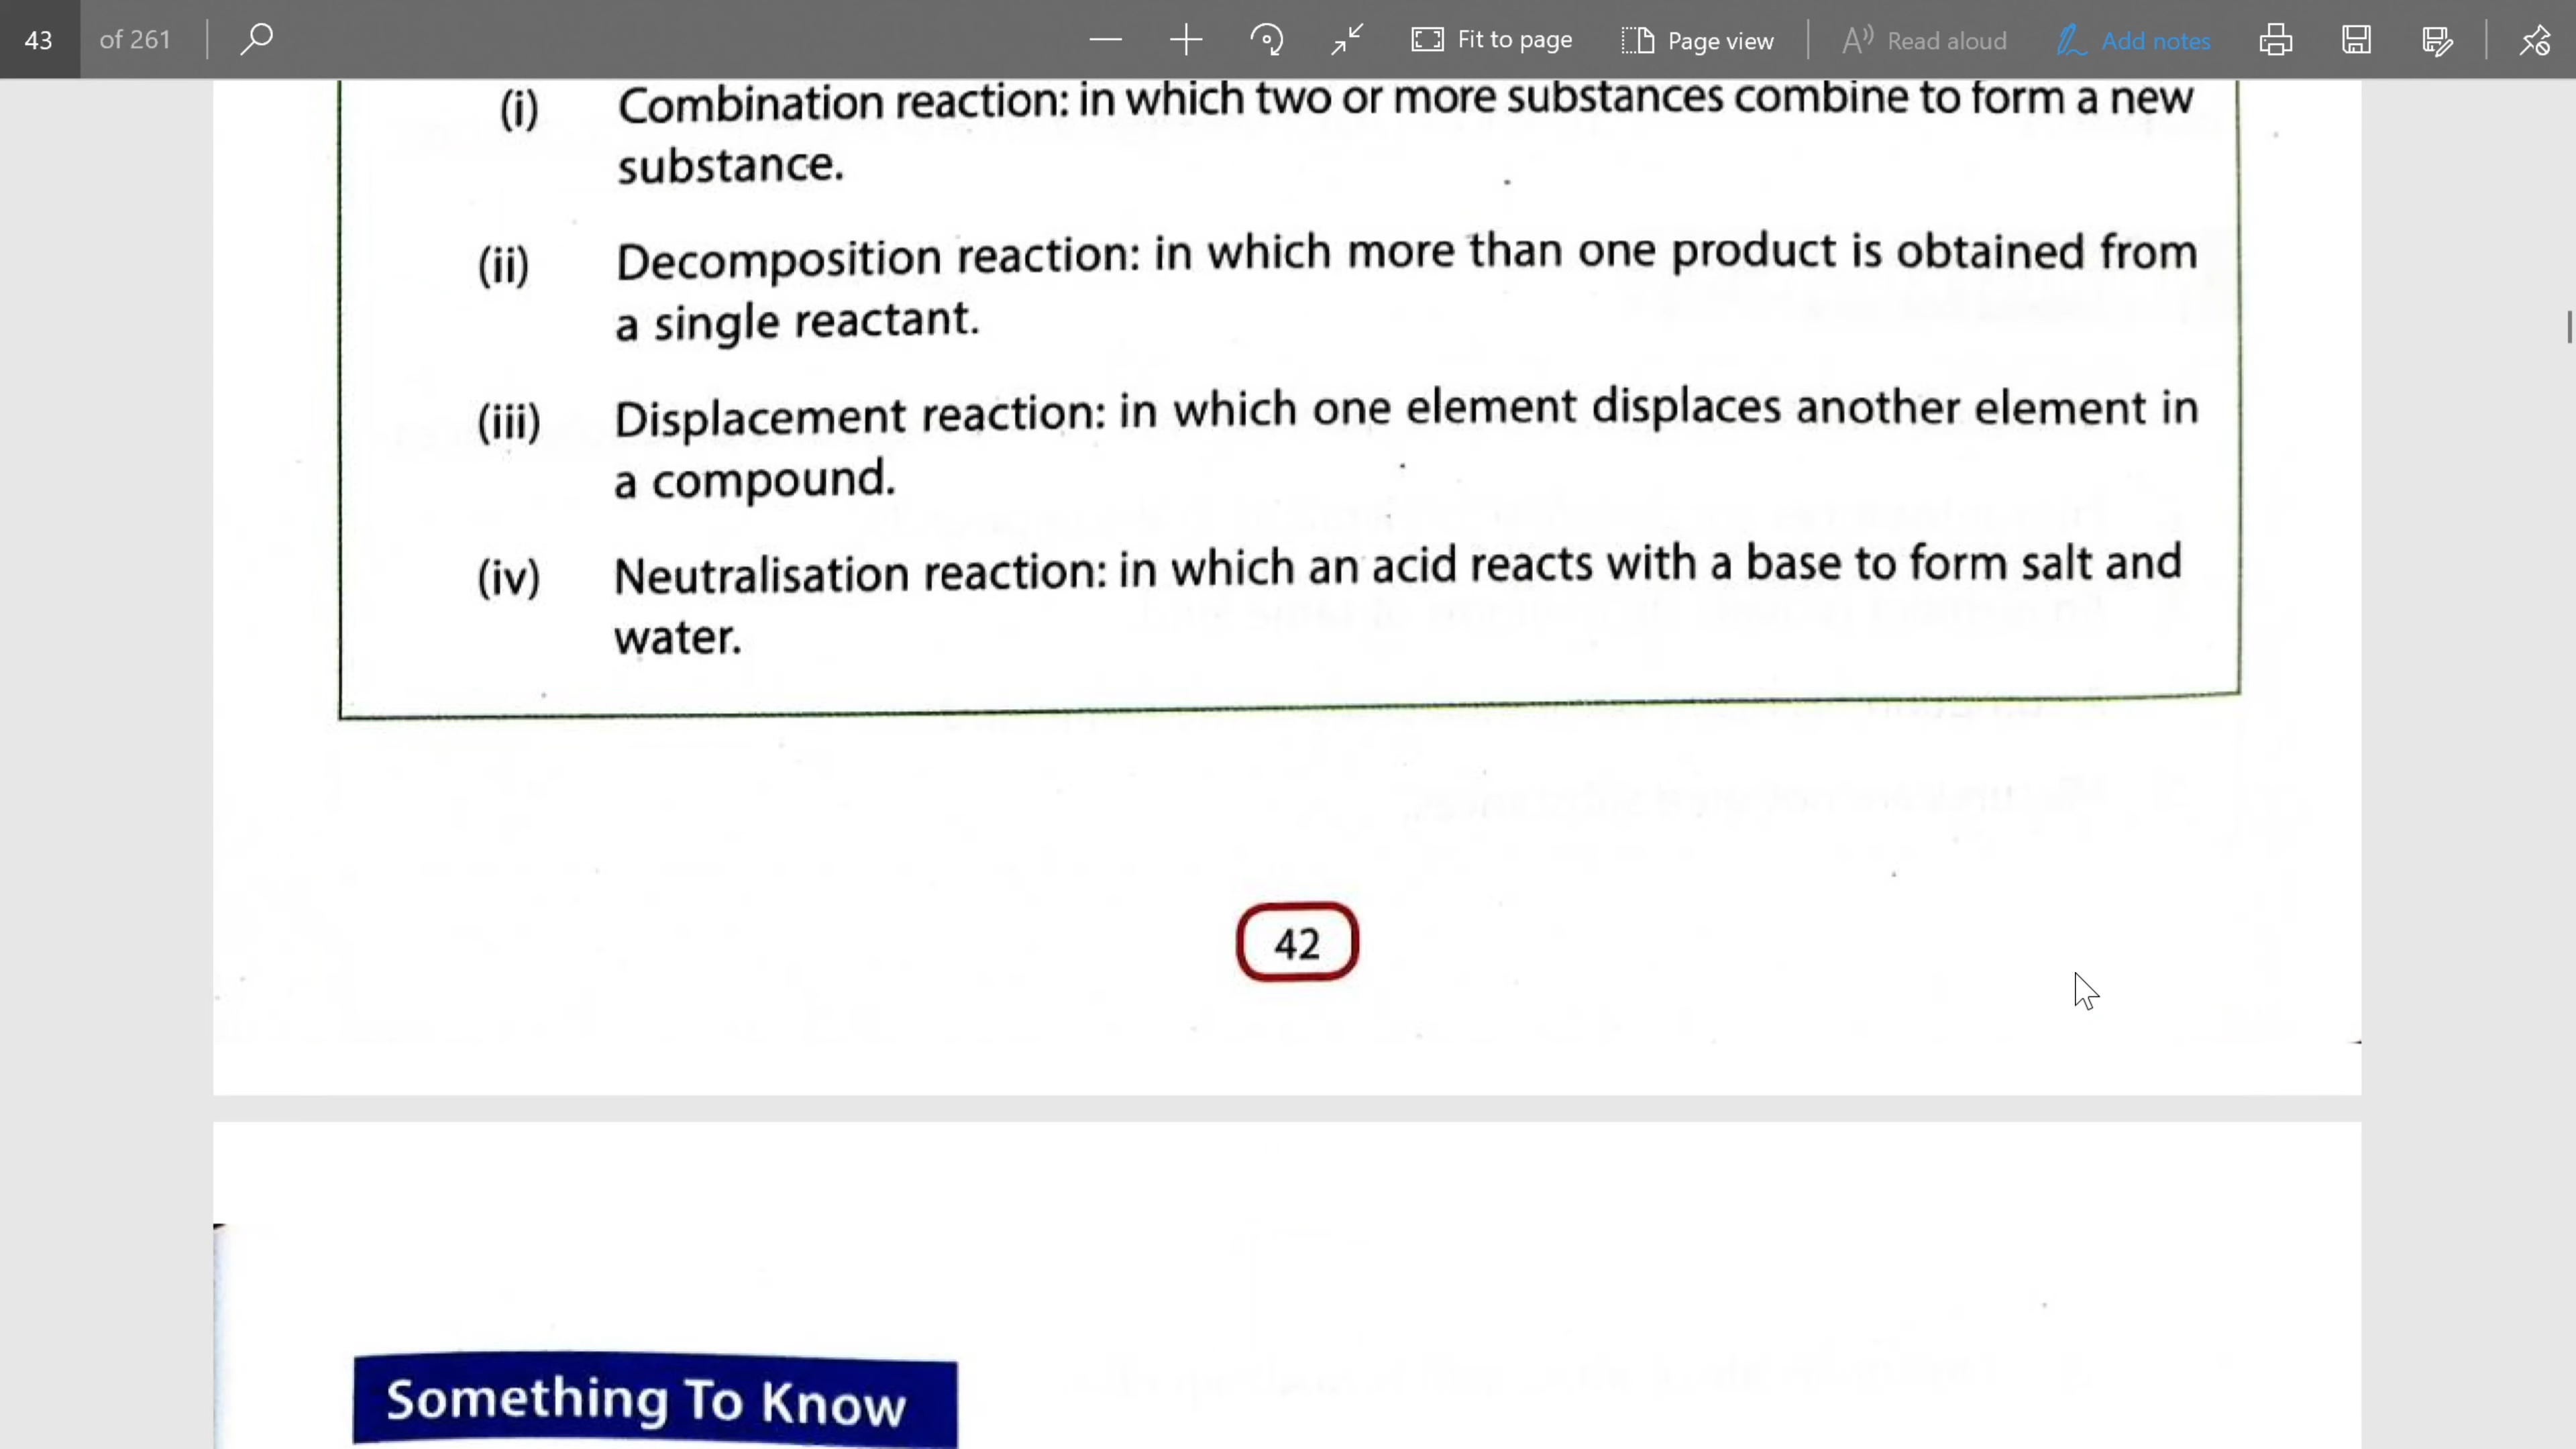 43 of 261 Fit to page Page view Read aloud Add notes
(i) Combination reaction: in which two or more substances combine to form a new
substance.
(ii) Decomposition reaction: in which more than one product is obtained from
a single reactant.
(iii) Displacement reaction: in which one element displaces another element in
a compound.
(iv) Neutralisation reaction: in which an acid reacts with a base to form salt and
water.
42
Something To Know